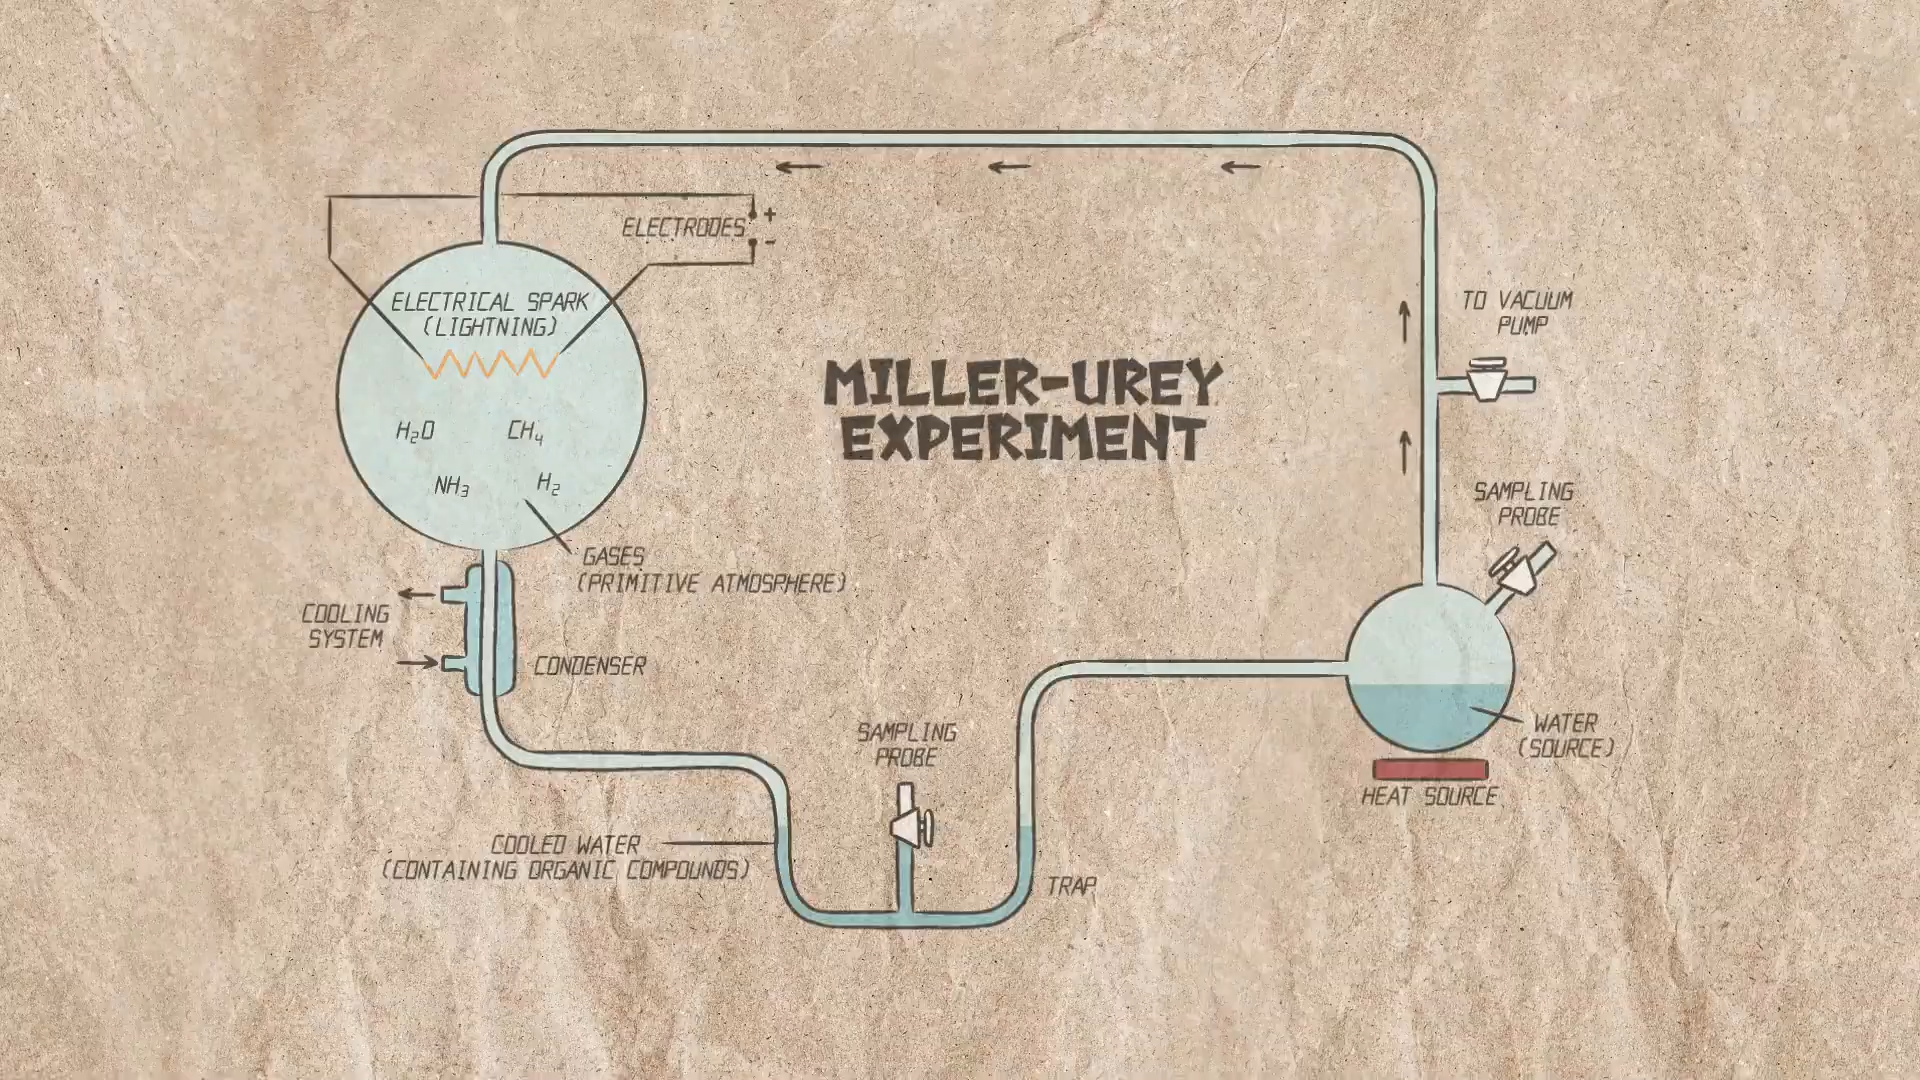 ELECTRODES
+
-
ELECTRICAL SPARK
(LIGHTNING)
H₂O
CH₄
NH₃
H₂
MILLER-UREY
EXPERIMENT
TO VACUUM
PUMP
SAMPLING
PROBE
GASES
(PRIMITIVE ATMOSPHERE)
COOLING
SYSTEM
CONDENSER
SAMPLING
PROBE
WATER
(SOURCE)
HEAT SOURCE
COOLED WATER
(CONTAINING ORGANIC COMPOUNDS)
TRAP